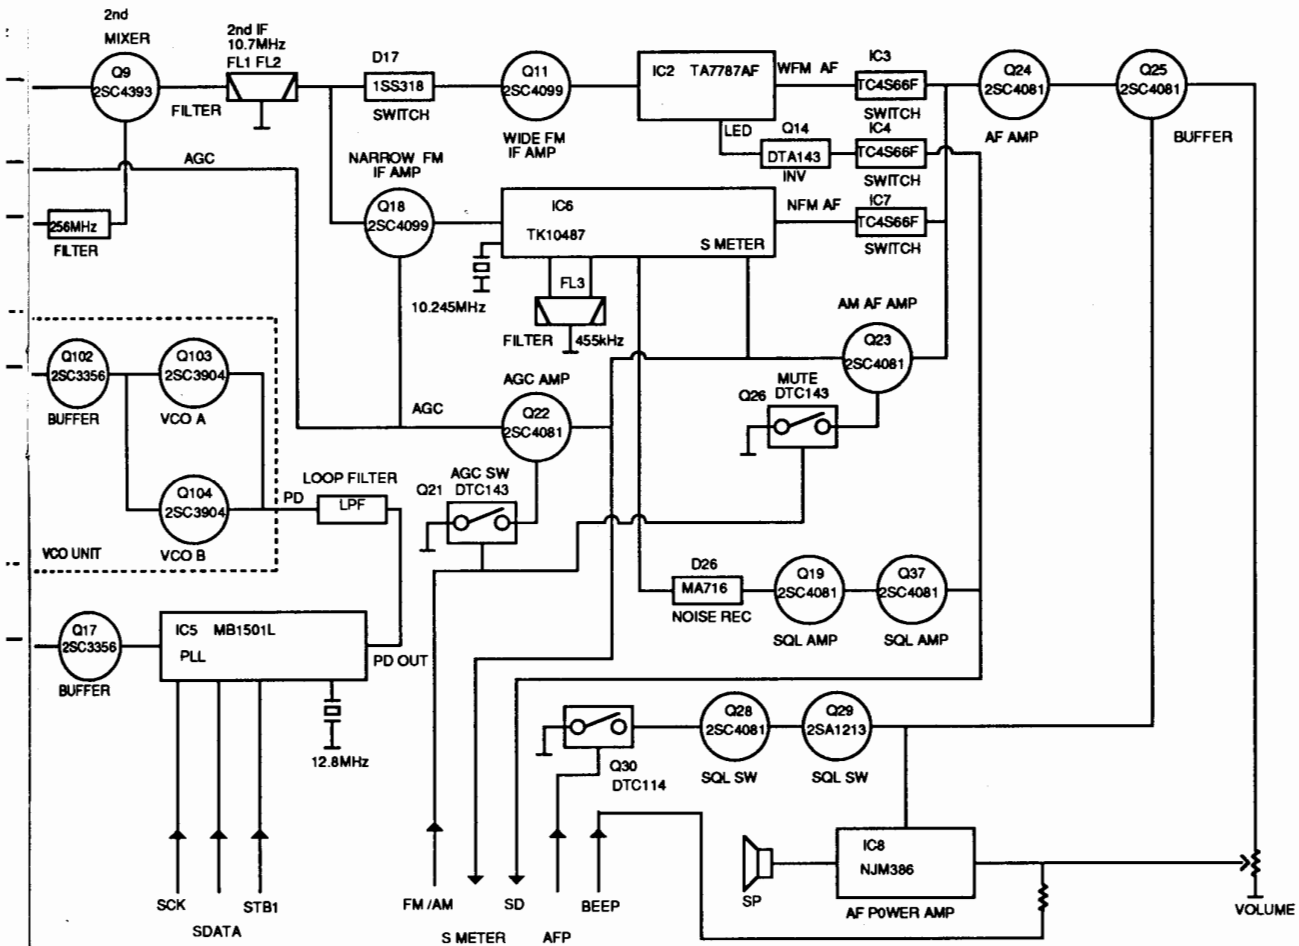 2nd
MIXER
Q9
2SC4393
FILTER
2nd IF
10.7MHz
FL1 FL2
D17
1SS318
SWITCH
Q11
2SC4099
WIDE FM
IF AMP
IC2 TA7787AF
WFM AF
LED
Q14
DTA143
INV
IC3
TC4S66F
SWITCH
IC4
TC4S66F
SWITCH
Q24
2SC4081
AF AMP
Q25
2SC4081
BUFFER
AGC
NARROW FM
IF AMP
Q18
2SC4099
IC6
TK10487
S METER
NFM AF
IC7
TC4S66F
SWITCH
256MHz
FILTER
10.245MHz
FL3
FILTER
455kHz
AM AF AMP
Q23
2SC4081
Q102
2SC3356
BUFFER
Q103
2SC3904
VCO A
Q104
2SC3904
VCO B
VCO UNIT
PD
LOOP FILTER
LPF
AGC
AGC AMP
Q22
2SC4081
MUTE
DTC143
Q26
AGC SW
DTC143
Q21
D26
MA716
NOISE REC
Q19
2SC4081
SQL AMP
Q37
2SC4081
SQL AMP
Q17
2SC3356
BUFFER
IC5 MB1501L
PLL
PD OUT
12.8MHz
Q30
DTC114
Q28
2SC4081
SQL SW
Q29
2SA1213
SQL SW
IC8
NJM386
AF POWER AMP
SP
VOLUME
SCK
SDATA
STB1
FM /AM
S METER
SD
AFP
BEEP